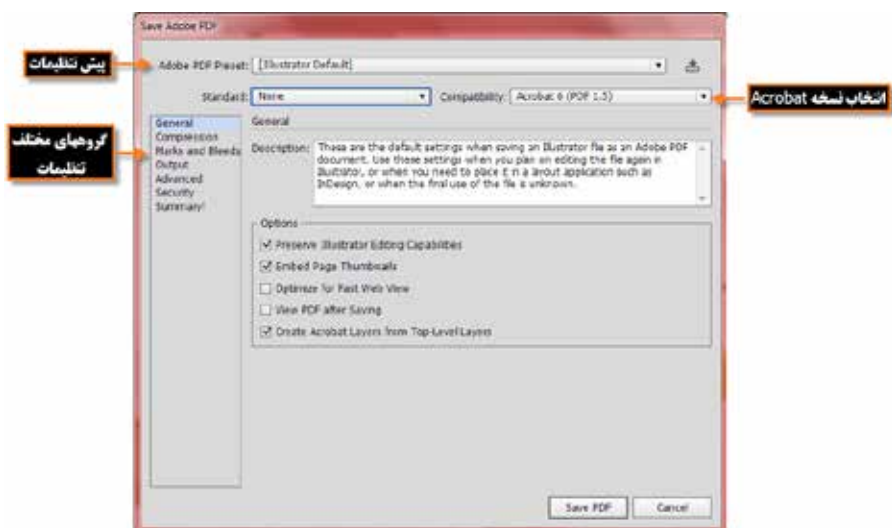 Save Adobe PDF
پیش تنظیمات
Adobe PDF Preset: [Illustrator Default]
Standard: None
Compatibility: Acrobat 6 (PDF 1.5)
انتخاب نسخه Acrobat
گروههای مختلف
تنظیمات
General
Compression
Marks and Bleeds
Output
Advanced
Security
Summary
General
Description: These are the default settings when saving an Illustrator file as an Adobe PDF
document. Use these settings when you plan on editing the file again in
Illustrator, or when you need to place it in a layout application such as
InDesign, or when the final use of the file is unknown.
Options
Preserve Illustrator Editing Capabilities
Embed Page Thumbnails
Optimize for Fast Web View
View PDF after Saving
Create Acrobat Layers from Top-Level Layers
Save PDF
Cancel